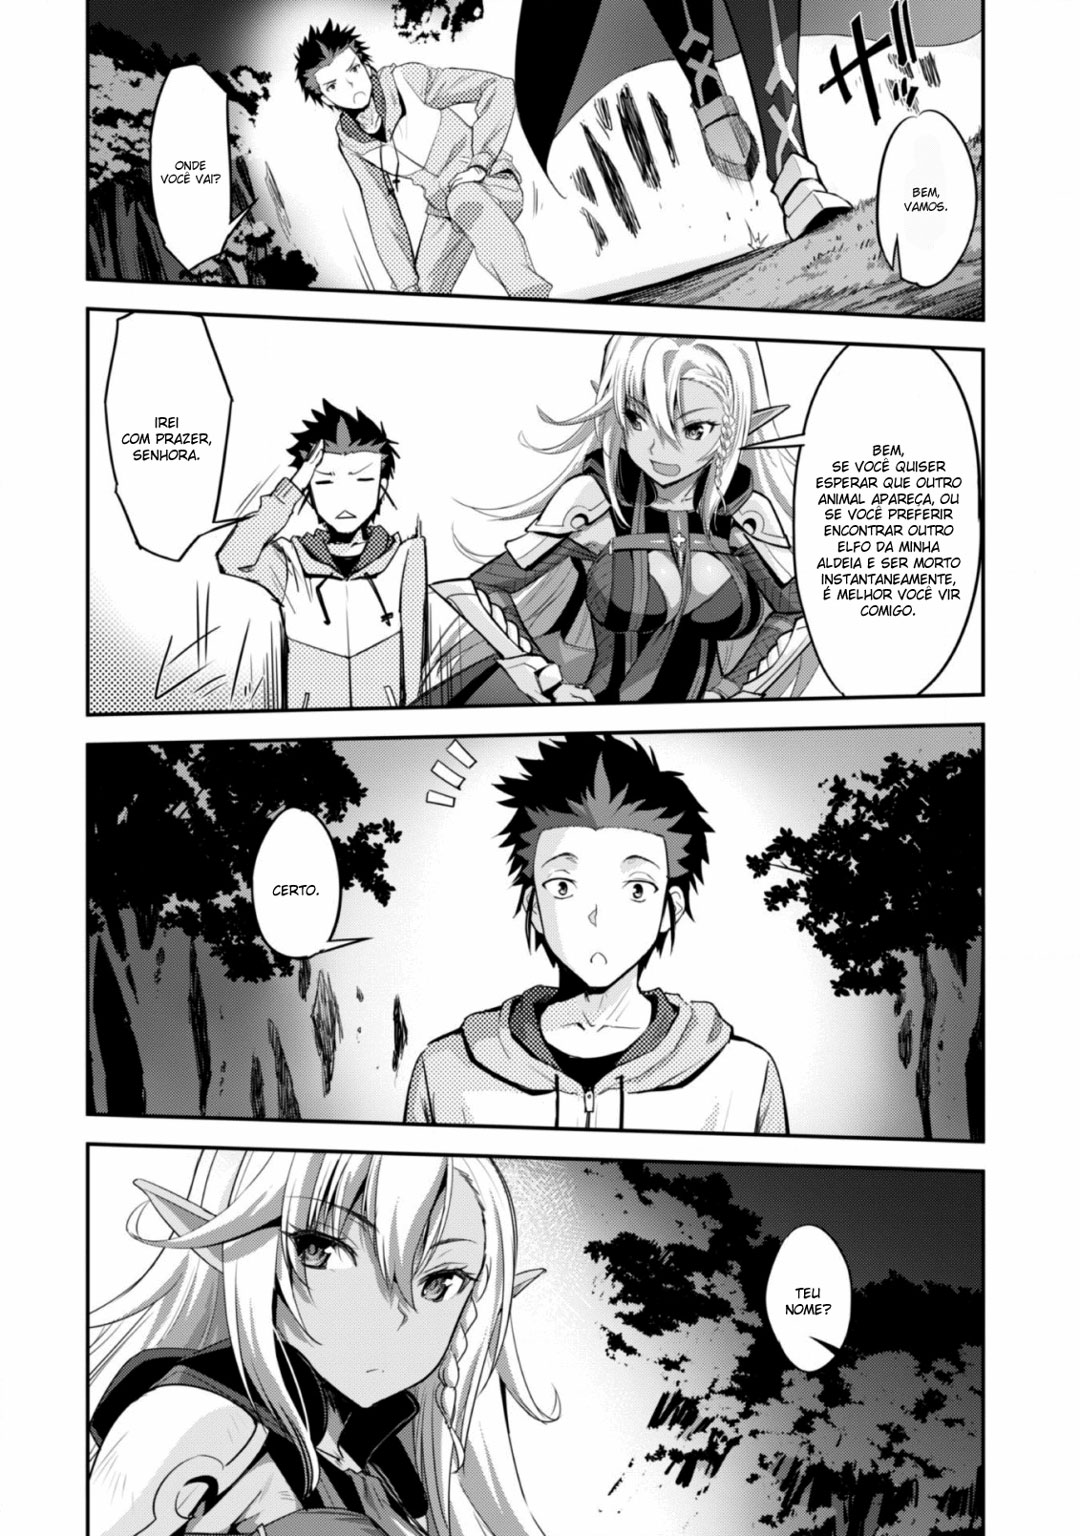 BEM,
VAMOS.
ONDE
VOCÊ VAI?
BEM,
SE VOCÊ QUISER
ESPERAR QUE OUTRO
ANIMAL APAREÇA, OU
SE VOCÊ PREFERIR
ENCONTRAR OUTRO
ELFO DA MINHA
ALDEIA E SER MORTO
INSTANTANEAMENTE,
É MELHOR VOCÊ VIR
COMIGO.
IREI
COM PRAZER,
SENHORA.
CERTO.
TEU
NOME?